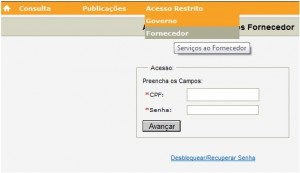 Consulta Publicações Acesso Restrito
Governo
A os Fornecedor
Fornecedor
Serviços ao Fornecedor
Acesso:
Preencha os Campos:
*CPF:
*Senha:
Avançar
Desbloquear/Recuperar Senha